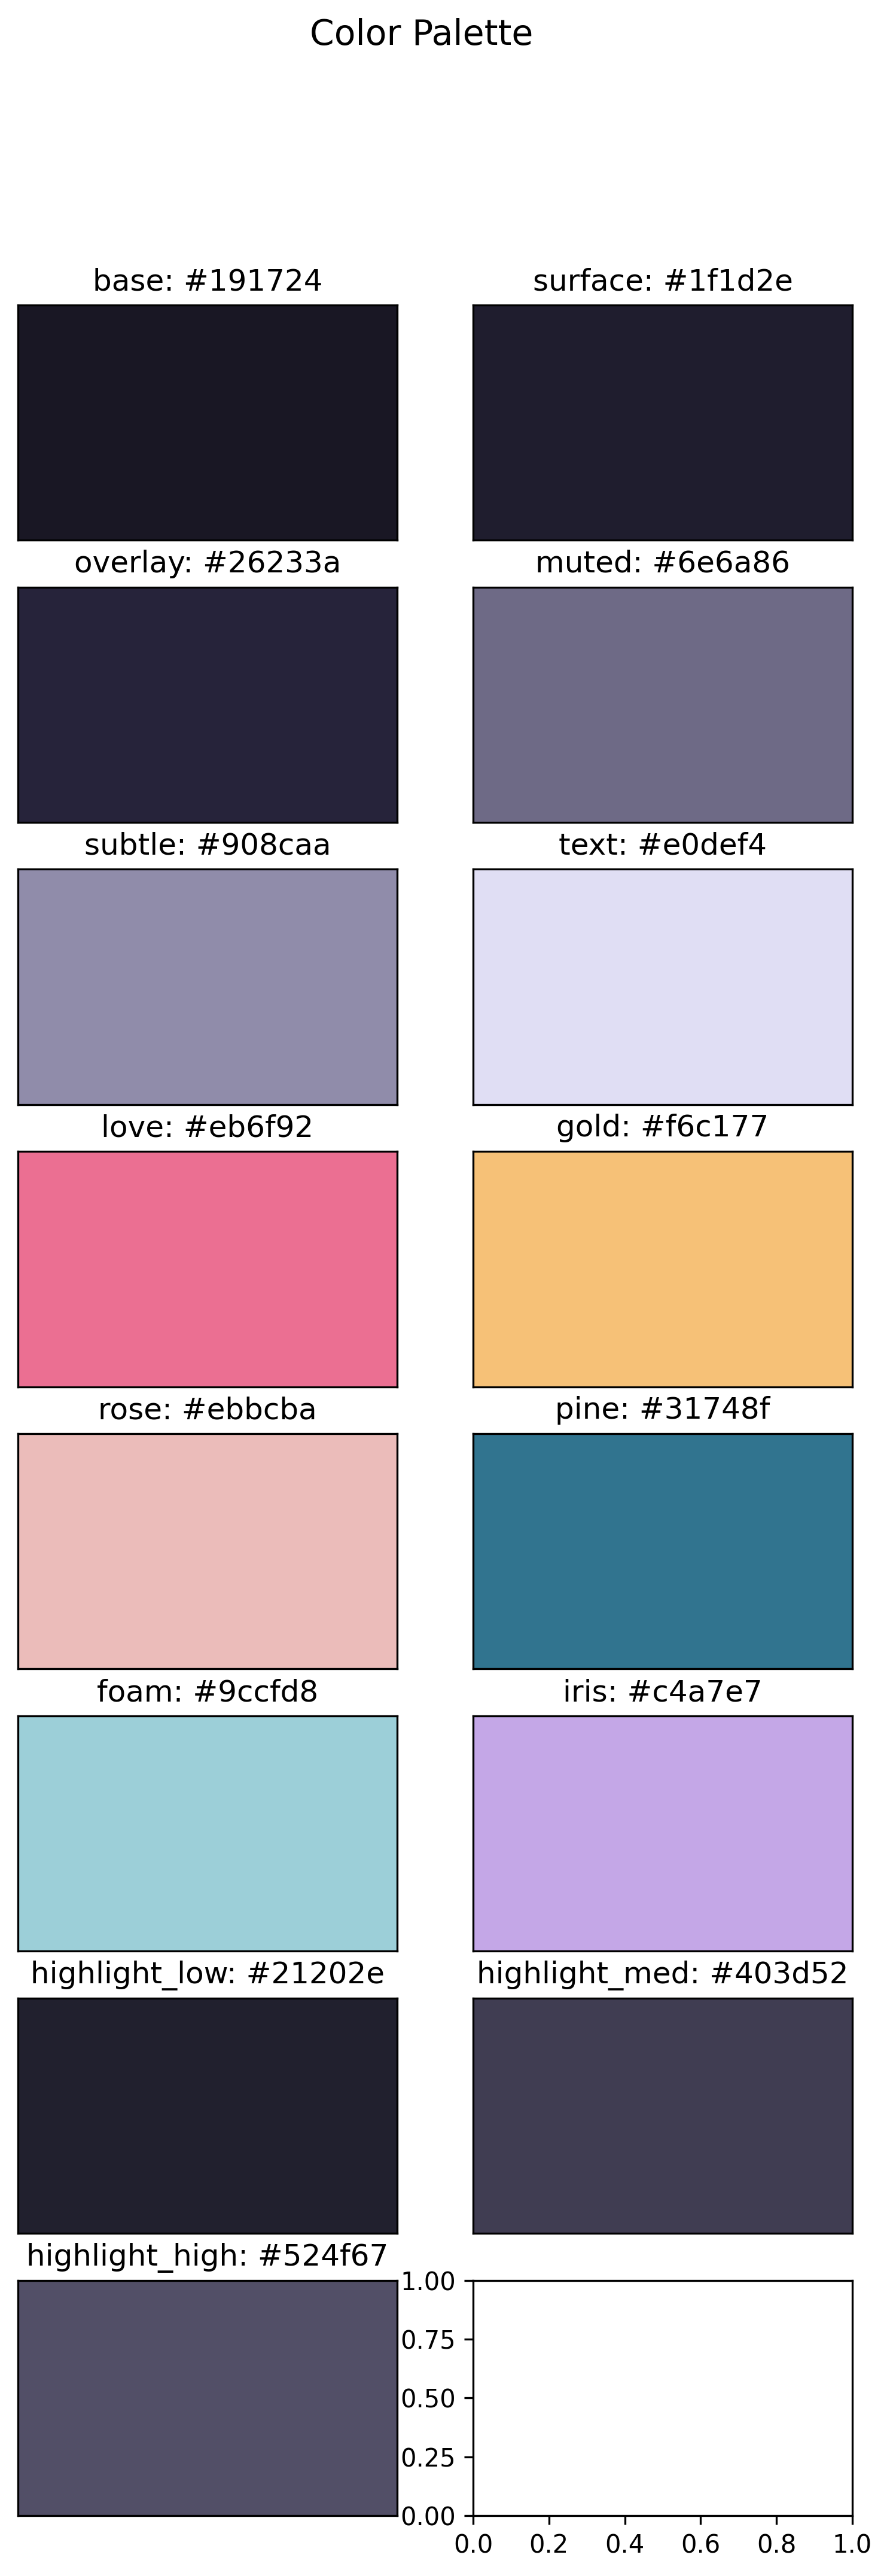 Color Palette
base: #191724
surface: #1f1d2e
overlay: #26233a
muted: #6e6a86
subtle: #908caa
text: #e0def4
love: #eb6f92
gold: #f6c177
rose: #ebbcba
pine: #31748f
foam: #9ccfd8
iris: #c4a7e7
highlight_low: #21202e
highlight_med: #403d52
highlight_high: #524f67
1.00
0.75
0.50
0.25
0.00
0.0 0.2 0.4 0.6 0.8 1.0